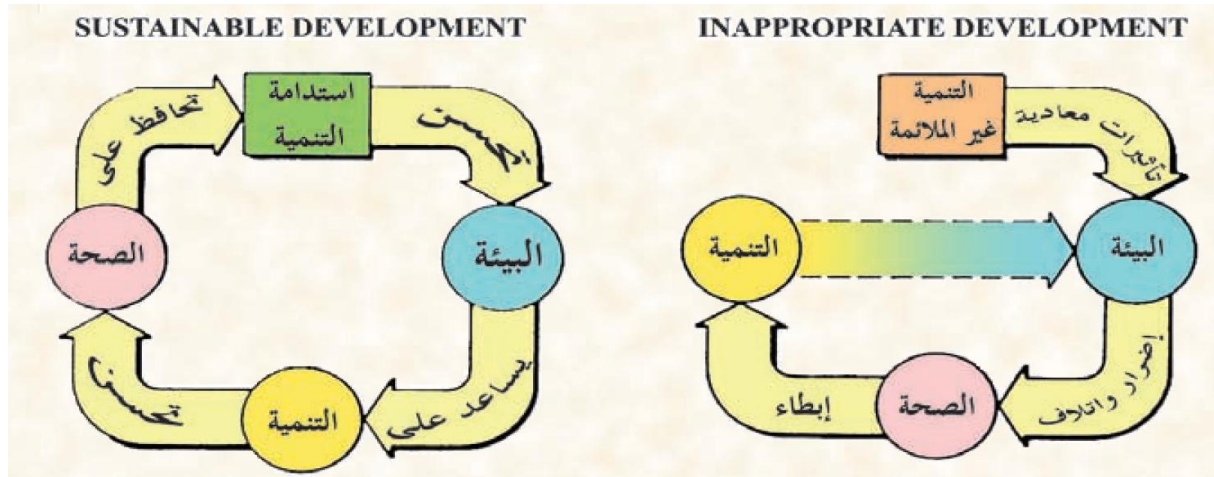 SUSTAINABLE DEVELOPMENT
استدامة
التنمية
تحسن
البيئة
يساعد على
التنمية
تحسن
الصحة
تحافظ على
INAPPROPRIATE DEVELOPMENT
التنمية
غير الملائمة
تأثيرات معادية
البيئة
إضرار واتلاف
الصحة
إبطاء
التنمية